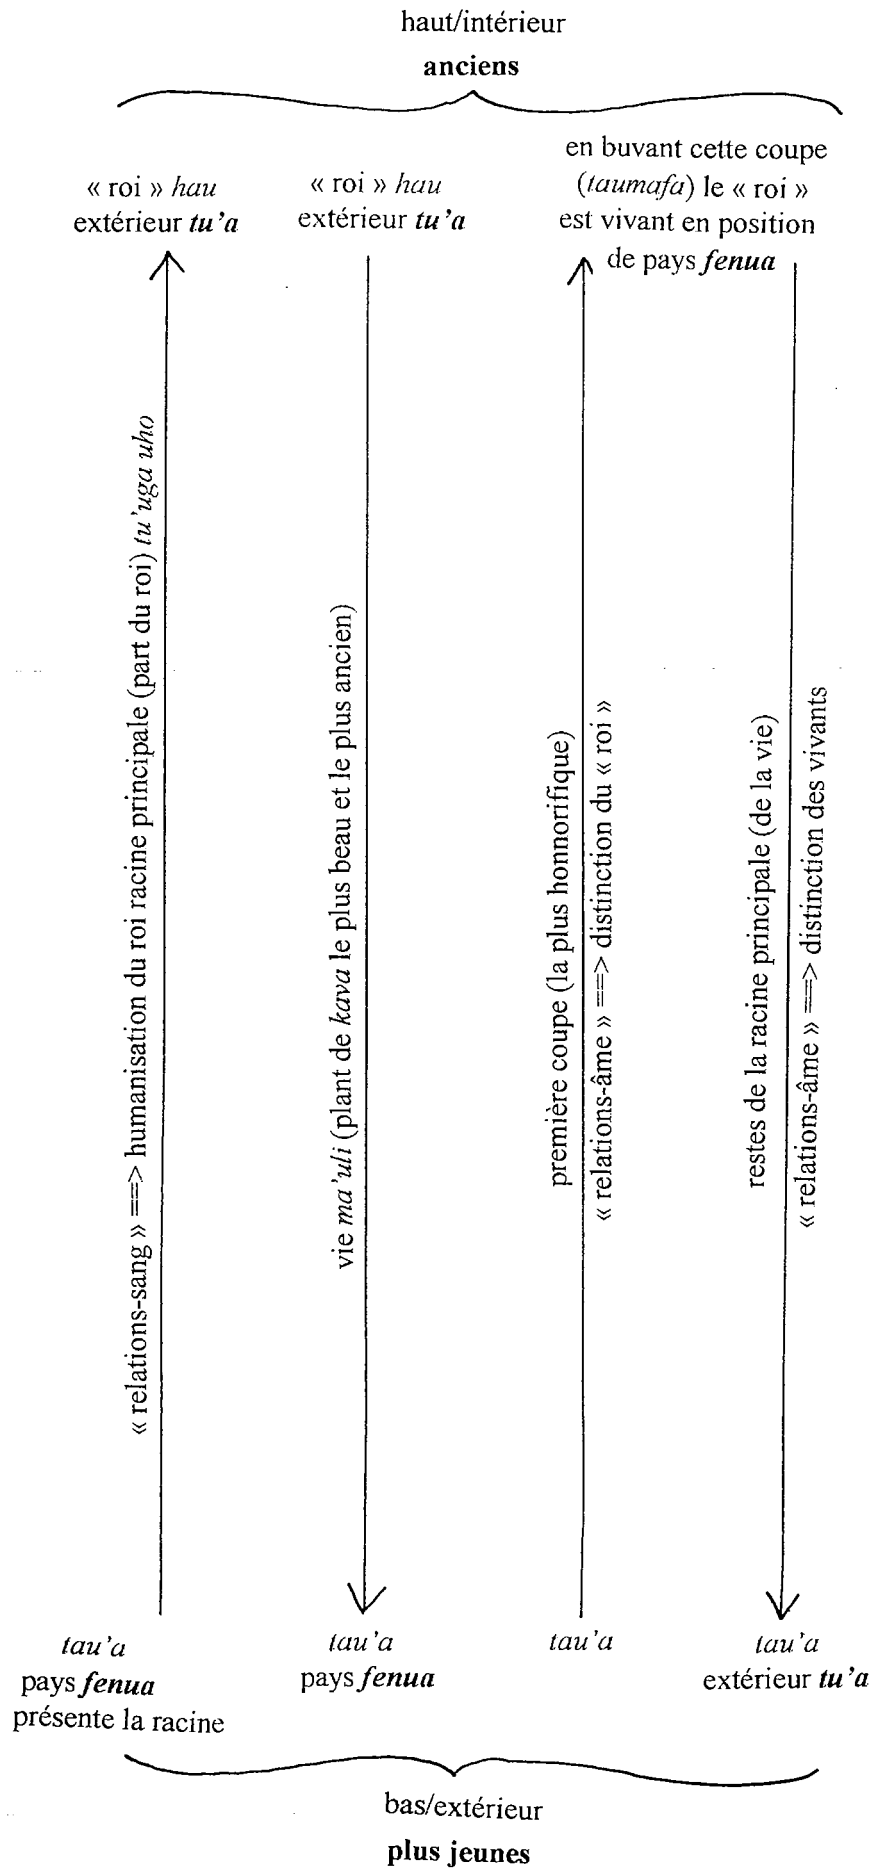 haut/intérieur
anciens
« roi » hau
extérieur tu’a
« roi » hau
extérieur tu’a
en buvant cette coupe
(taumafa) le « roi »
est vivant en position
de pays fenua
« relations-sang » ==> humanisation du roi racine principale (part du roi) tu’uga uho
vie ma’uli (plant de kava le plus beau et le plus ancien)
première coupe (la plus honnorifique)
« relations-âme » ==> distinction du « roi »
restes de la racine principale (de la vie)
« relations-âme » ==> distinction des vivants
tau’a
pays fenua
présente la racine
tau’a
pays fenua
tau’a
tau’a
extérieur tu’a
bas/extérieur
plus jeunes